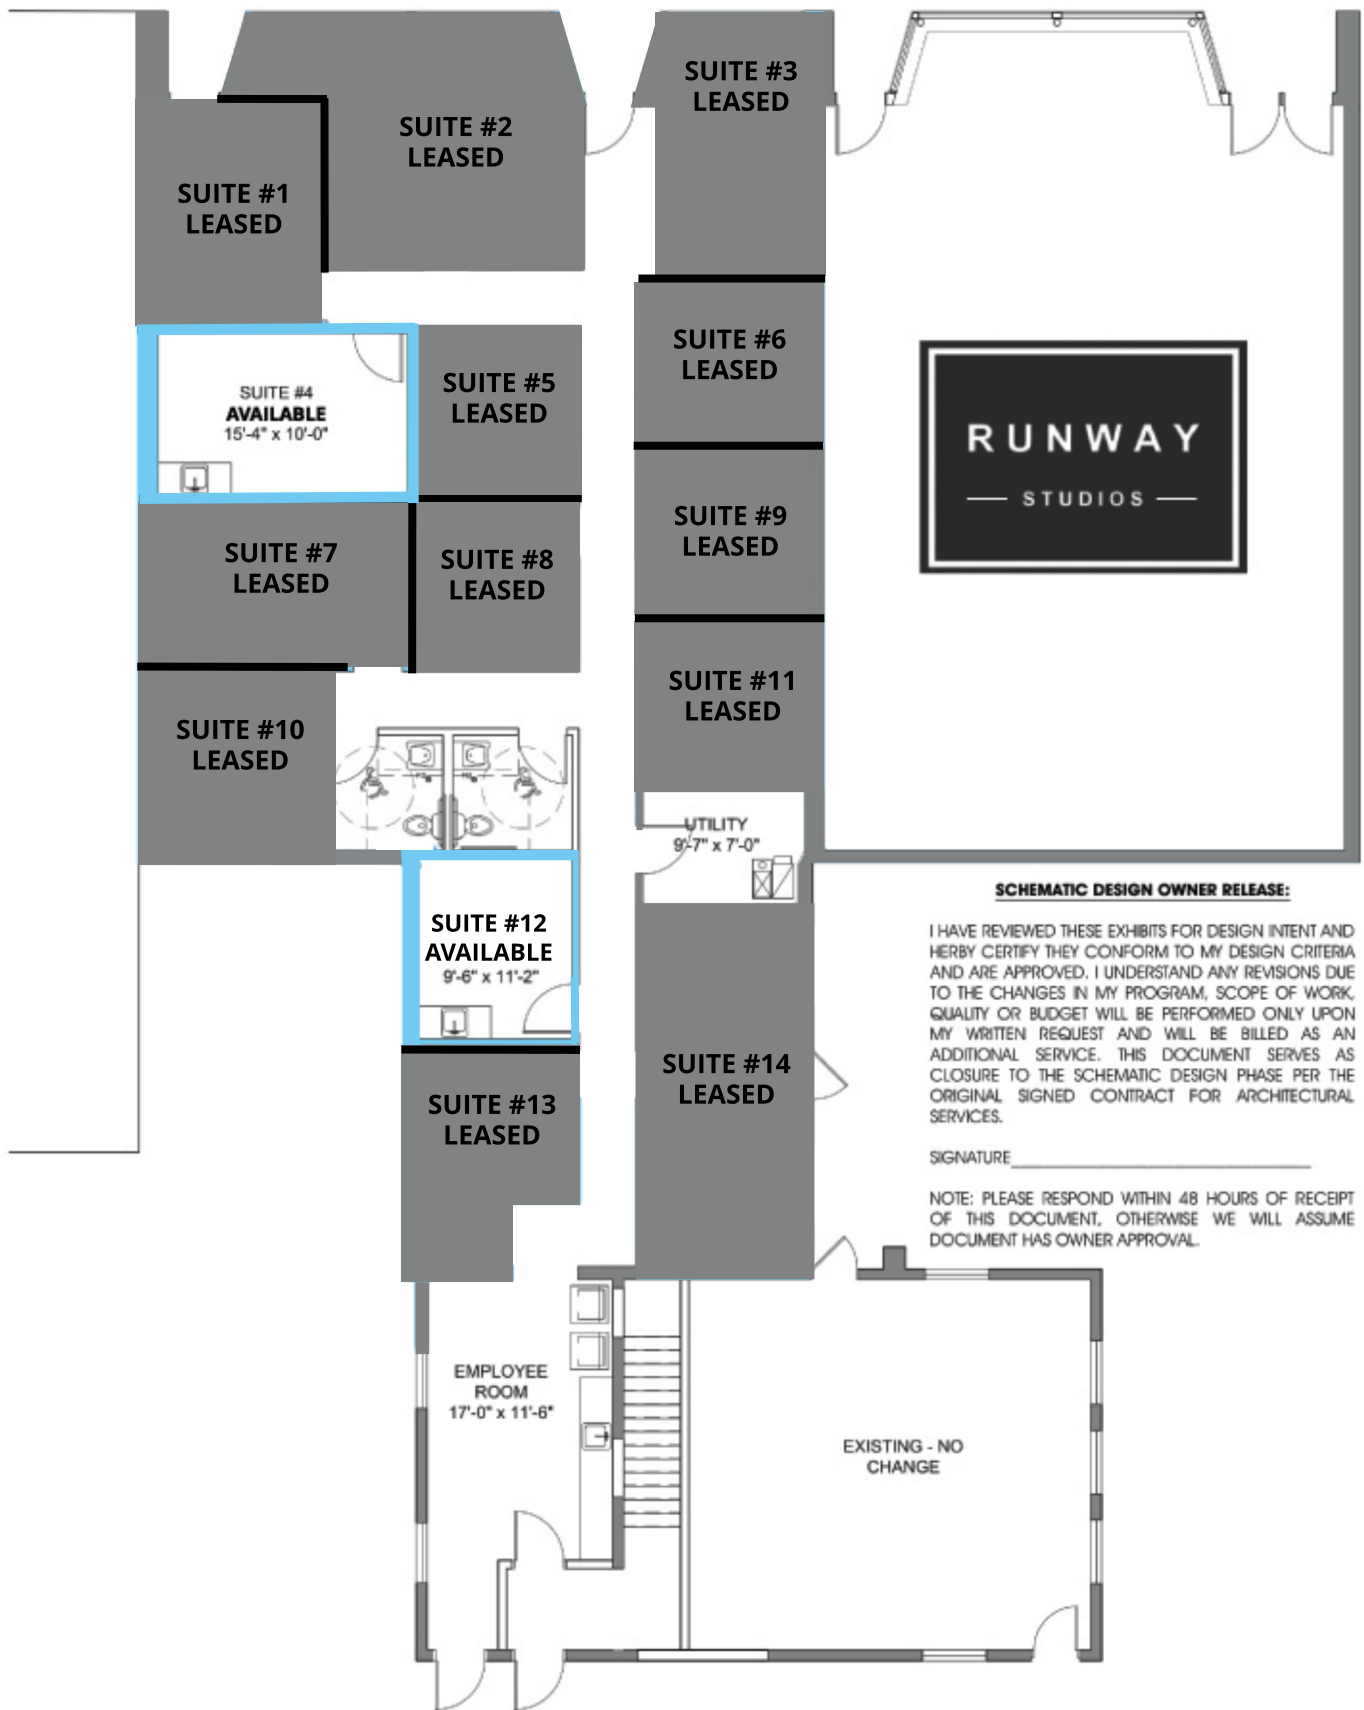 SUITE #3
LEASED
SUITE #2
LEASED
SUITE #1
LEASED
SUITE #6
LEASED
SUITE #5
LEASED
SUITE #4
AVAILABLE
15'-4" x 10'-0"
RUNWAY
STUDIOS
SUITE #9
LEASED
SUITE #7
LEASED
SUITE #8
LEASED
SUITE #11
LEASED
SUITE #10
LEASED
UTILITY
9'-7" x 7'-0"
SUITE #12
AVAILABLE
9'-6" x 11'-2"
SUITE #14
LEASED
SUITE #13
LEASED
SCHEMATIC DESIGN OWNER RELEASE:
I HAVE REVIEWED THESE EXHIBITS FOR DESIGN INTENT AND
HERBY CERTIFY THEY CONFORM TO MY DESIGN CRITERIA
AND ARE APPROVED. I UNDERSTAND ANY REVISIONS DUE
TO THE CHANGES IN MY PROGRAM, SCOPE OF WORK,
QUALITY OR BUDGET WILL BE PERFORMED ONLY UPON
MY WRITTEN REQUEST AND WILL BE BILLED AS AN
ADDITIONAL SERVICE. THIS DOCUMENT SERVES AS
CLOSURE TO THE SCHEMATIC DESIGN PHASE PER THE
ORIGINAL SIGNED CONTRACT FOR ARCHITECTURAL
SERVICES.
SIGNATURE
NOTE: PLEASE RESPOND WITHIN 48 HOURS OF RECEIPT
OF THIS DOCUMENT, OTHERWISE WE WILL ASSUME
DOCUMENT HAS OWNER APPROVAL.
EMPLOYEE
ROOM
17'-0" x 11'-6"
EXISTING - NO
CHANGE